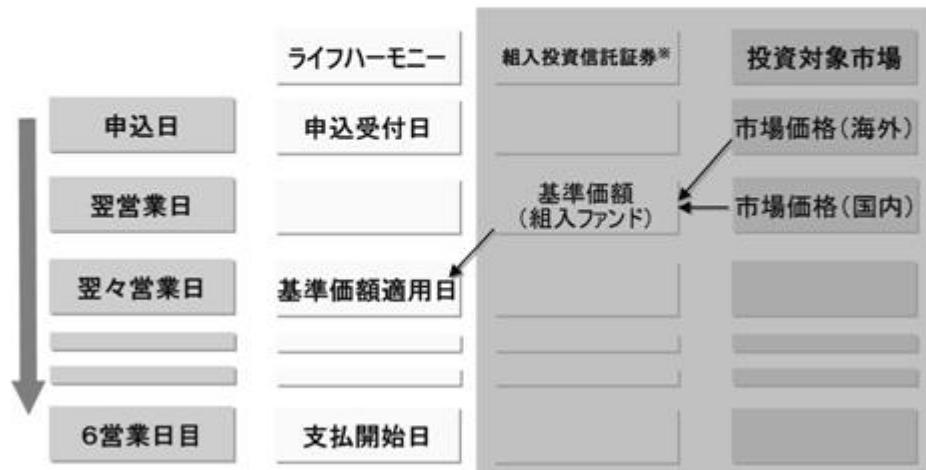 ライフハーモニー 組入投資信託証券※ 投資対象市場
申込日 申込受付日 市場価格(海外)
翌営業日 基準価額 市場価格(国内)
(組入ファンド)
翌々営業日 基準価額適用日
6営業日目 支払開始日